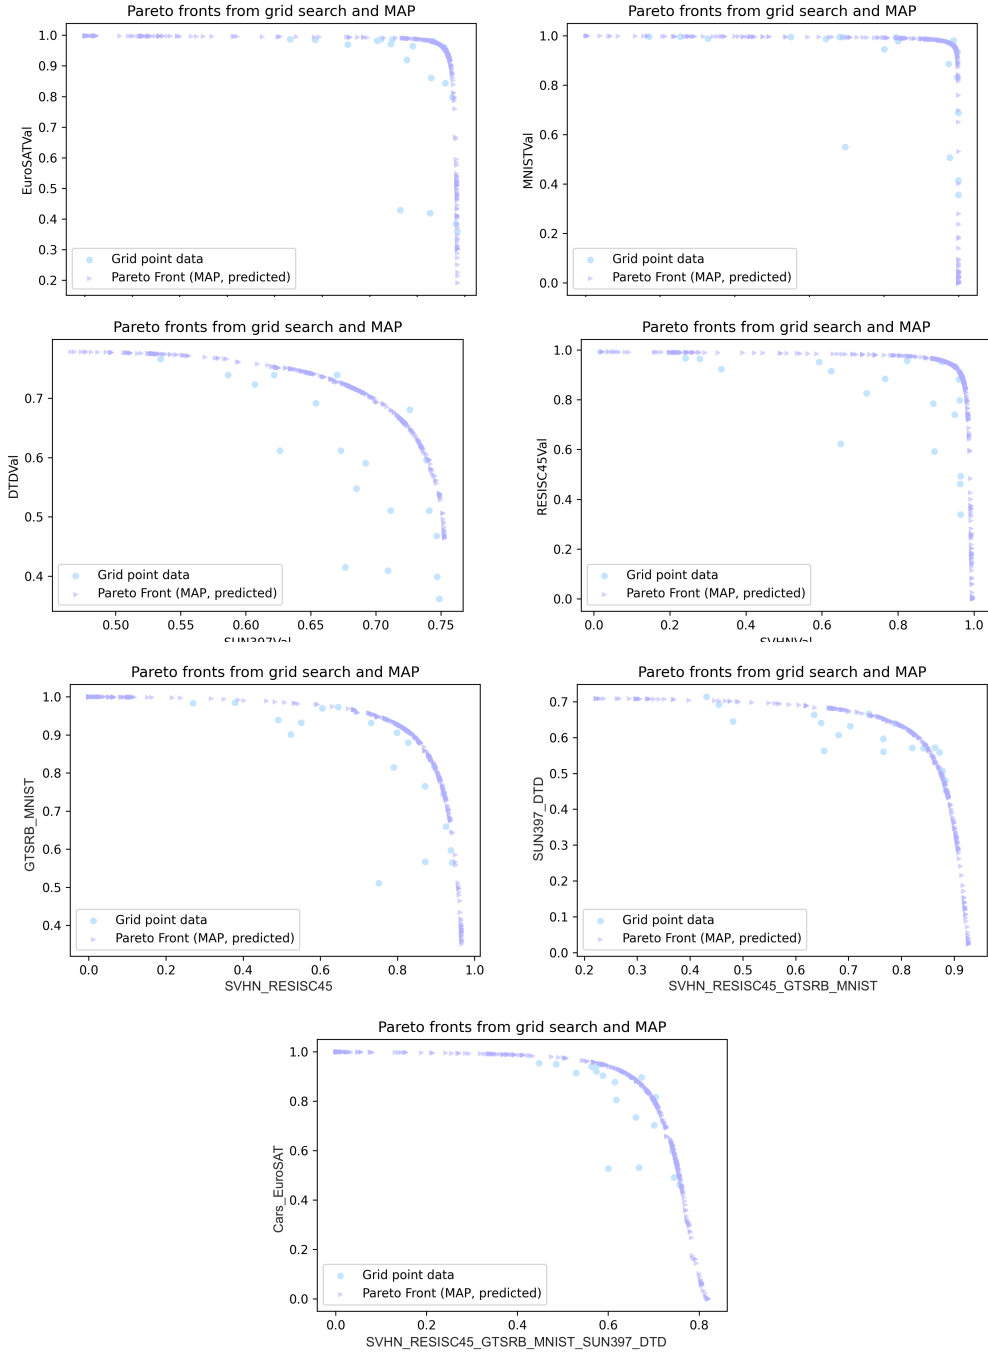 Pareto fronts from grid search and MAP
EuroSATVal
1.0
0.9
0.8
0.7
0.6
0.5
0.4
0.3
0.2
Grid point data
Pareto Front (MAP, predicted)
Pareto fronts from grid search and MAP
MNISTVal
1.0
0.8
0.6
0.4
0.2
0.0
Grid point data
Pareto Front (MAP, predicted)
Pareto fronts from grid search and MAP
DTDVal
0.7
0.6
0.5
0.4
Grid point data
Pareto Front (MAP, predicted)
0.50 0.55 0.60 0.65 0.70 0.75
SUN397Val
Pareto fronts from grid search and MAP
RESISC45Val
1.0
0.8
0.6
0.4
0.2
0.0
Grid point data
Pareto Front (MAP, predicted)
0.0 0.2 0.4 0.6 0.8 1.0
SVHNVal
Pareto fronts from grid search and MAP
GTSRB_MNIST
1.0
0.9
0.8
0.7
0.6
0.5
0.4
Grid point data
Pareto Front (MAP, predicted)
0.0 0.2 0.4 0.6 0.8 1.0
SVHN_RESISC45
Pareto fronts from grid search and MAP
SUN397_DTD
0.7
0.6
0.5
0.4
0.3
0.2
0.1
0.0
Grid point data
Pareto Front (MAP, predicted)
0.2 0.3 0.4 0.5 0.6 0.7 0.8 0.9
SVHN_RESISC45_GTSRB_MNIST
Pareto fronts from grid search and MAP
Cars_EuroSAT
1.0
0.8
0.6
0.4
0.2
0.0
Grid point data
Pareto Front (MAP, predicted)
0.0 0.2 0.4 0.6 0.8
SVHN_RESISC45_GTSRB_MNIST_SUN397_DTD